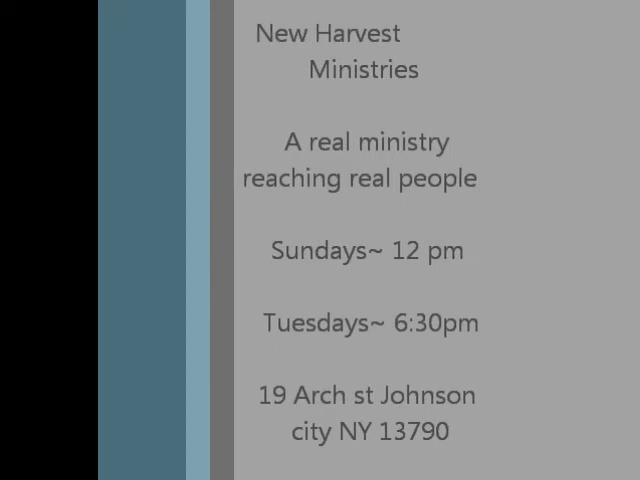 New Harvest
Ministries
A real ministry
reaching real people
Sundays~ 12 pm
Tuesdays~ 6:30pm
19 Arch st Johnson
city NY 13790